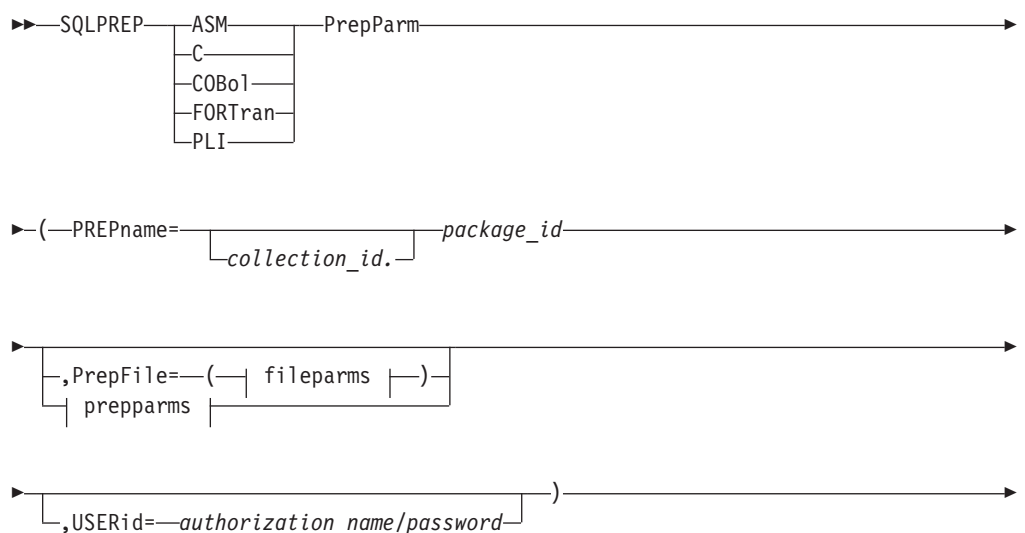 SQLPREP ASM PrepParm
C
COBol
FORTran
PLI
( PREPname= package_id
collection_id.
,PrepFile= ( fileparms )
prepparms
)
,USERid= authorization name/password